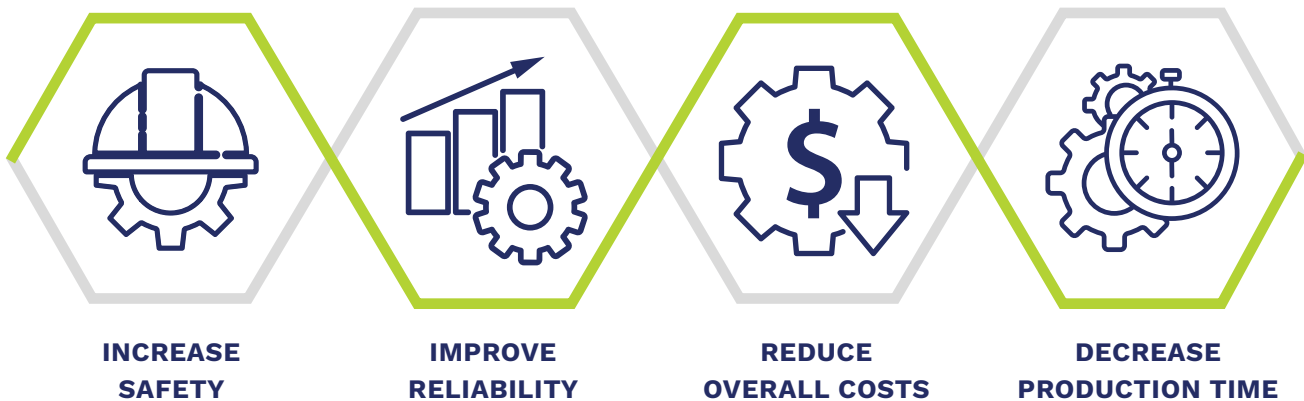 $
INCREASE
SAFETY
IMPROVE
RELIABILITY
REDUCE
OVERALL COSTS
DECREASE
PRODUCTION TIME